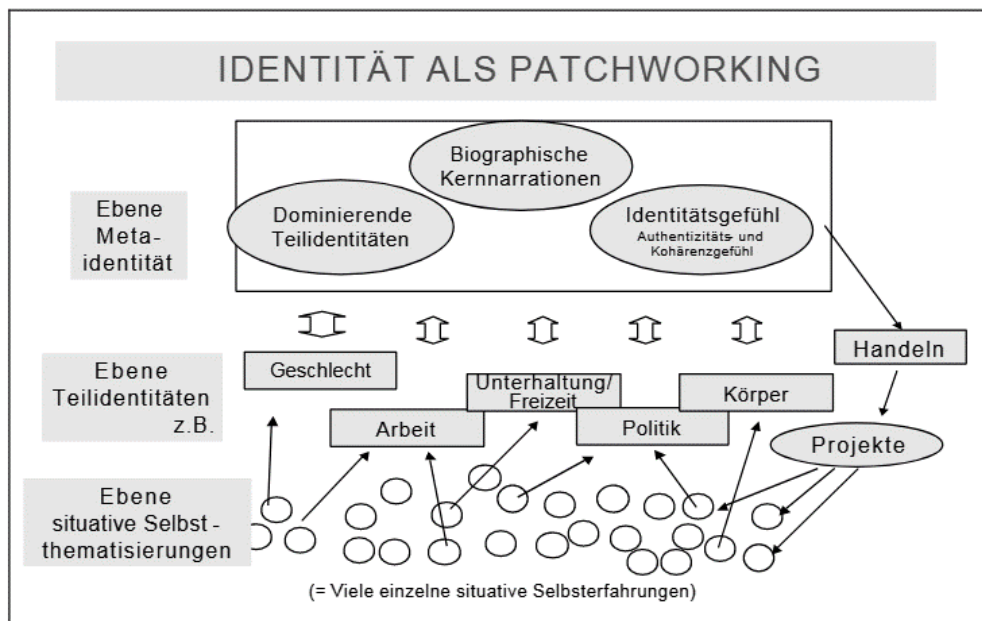 IDENTITÄT ALS PATCHWORKING
Ebene
Meta-
identität
Biographische
Kernnarrationen
Dominierende
Teilidentitäten
Identitätsgefühl
Authentizitäts- und
Kohärenzgefühl
Ebene
Teilidentitäten
z.B.
Geschlecht
Arbeit
Unterhaltung/
Freizeit
Politik
Körper
Handeln
Projekte
Ebene
situative Selbst-
thematisierungen
(= Viele einzelne situative Selbsterfahrungen)